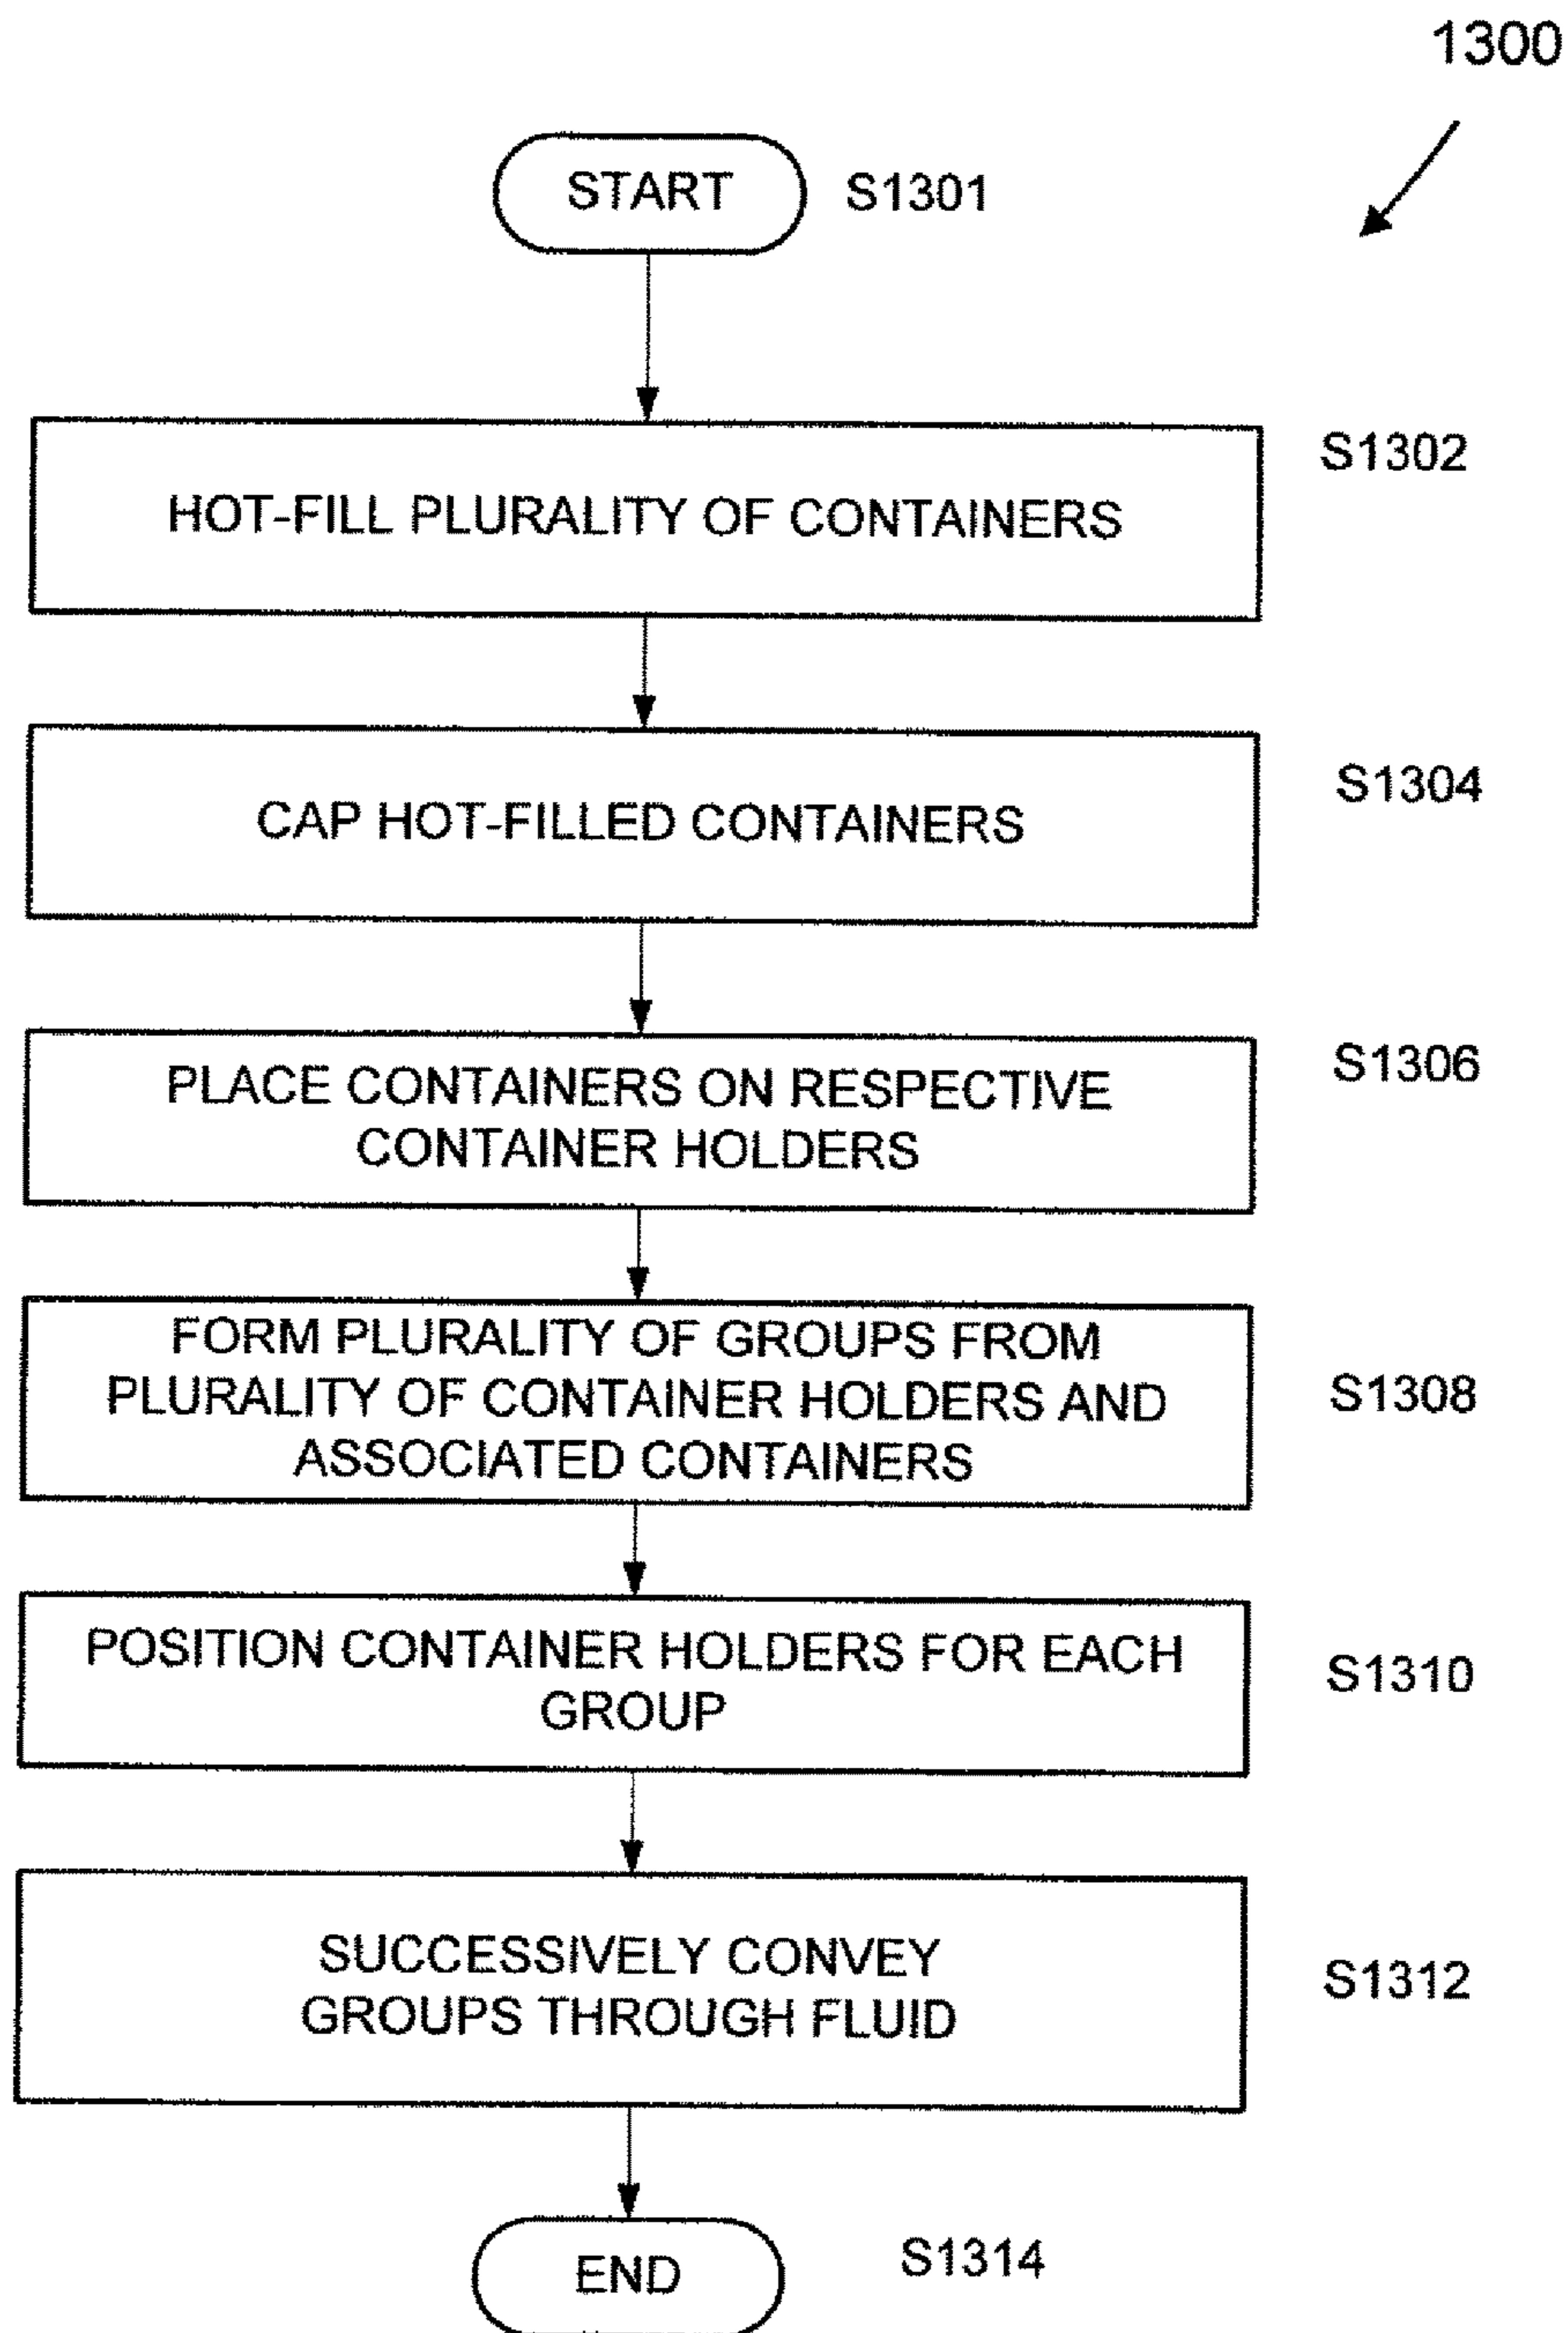 1300
START S1301
HOT-FILL PLURALITY OF CONTAINERS
S1302
CAP HOT-FILLED CONTAINERS
S1304
PLACE CONTAINERS ON RESPECTIVE
CONTAINER HOLDERS
S1306
FORM PLURALITY OF GROUPS FROM
PLURALITY OF CONTAINER HOLDERS AND
ASSOCIATED CONTAINERS
S1308
POSITION CONTAINER HOLDERS FOR EACH
GROUP
S1310
SUCCESSIVELY CONVEY
GROUPS THROUGH FLUID
S1312
END S1314